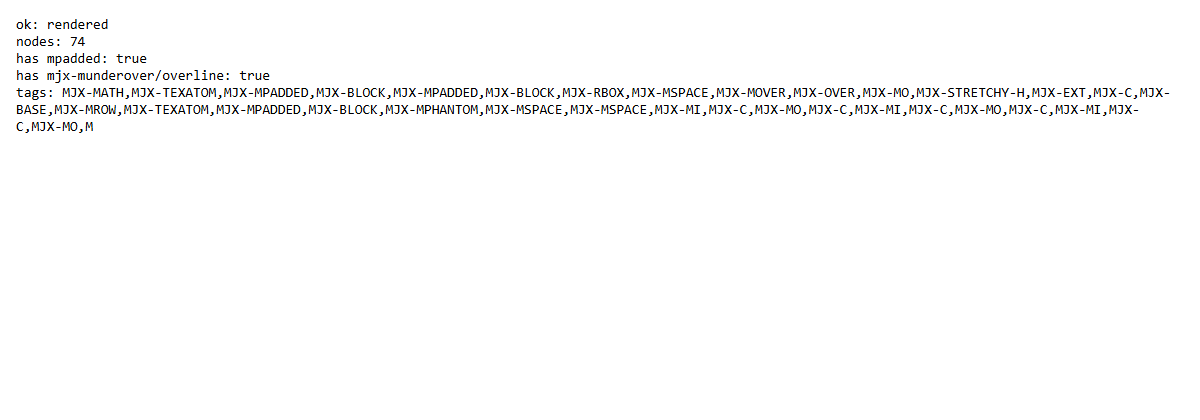 ok: rendered
nodes: 74
has mpadded: true
has mjx-munderover/overline: true
tags: MJX-MATH,MJX-TEXATOM,MJX-MPADDED,MJX-BLOCK,MJX-MPADDED,MJX-BLOCK,MJX-RBOX,MJX-MSPACE,MJX-MOVER,MJX-OVER,MJX-MO,MJX-STRETCHY-H,MJX-EXT,MJX-C,MJX-
BASE,MJX-MROW,MJX-TEXATOM,MJX-MPADDED,MJX-BLOCK,MJX-MPHANTOM,MJX-MSPACE,MJX-MSPACE,MJX-MI,MJX-C,MJX-MO,MJX-C,MJX-MI,MJX-C,MJX-MO,MJX-C,MJX-MI,MJX-
C,MJX-MO,M